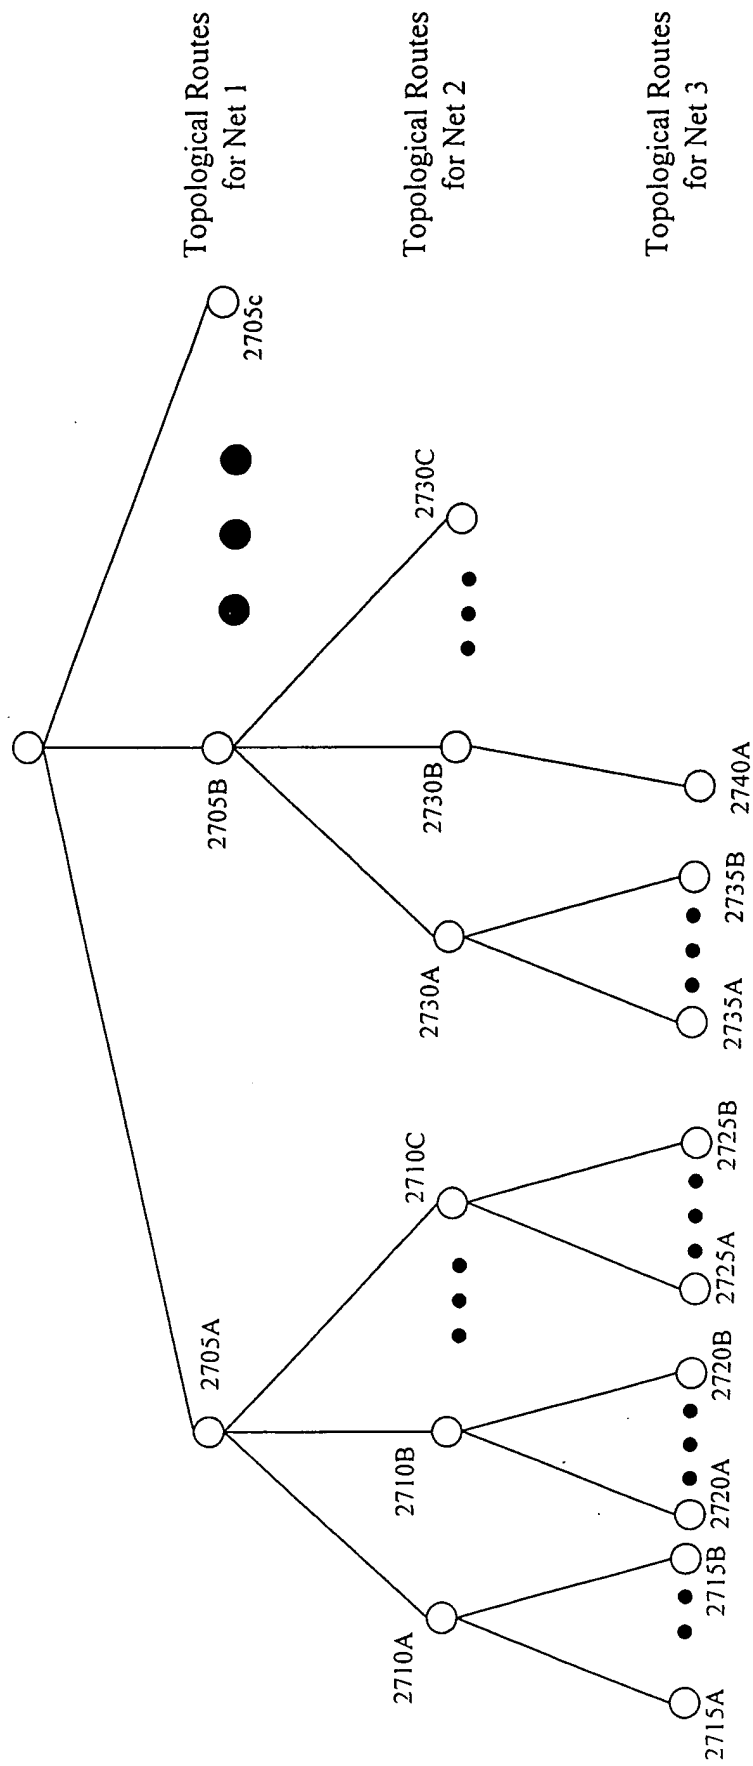 Topological Routes
for Net 1
2705A
2705B
2705c
Topological Routes
for Net 2
2710A
2710B
2710C
2730A
2730B
2730C
Topological Routes
for Net 3
2715A
2715B
2720A
2720B
2725A
2725B
2735A
2735B
2740A